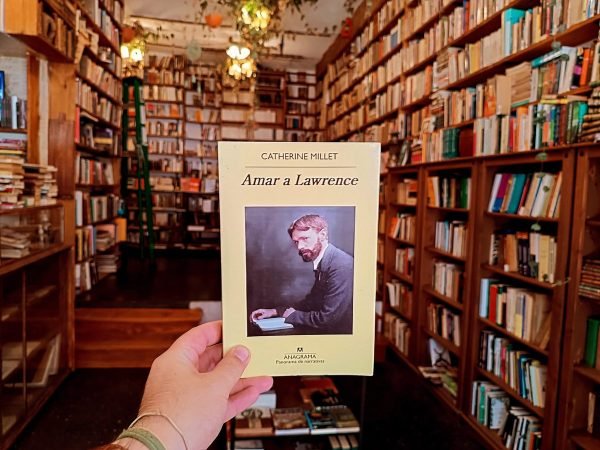 CATHERINE MILLET
Amar a Lawrence
ANAGRAMA
Panorama de narrativas